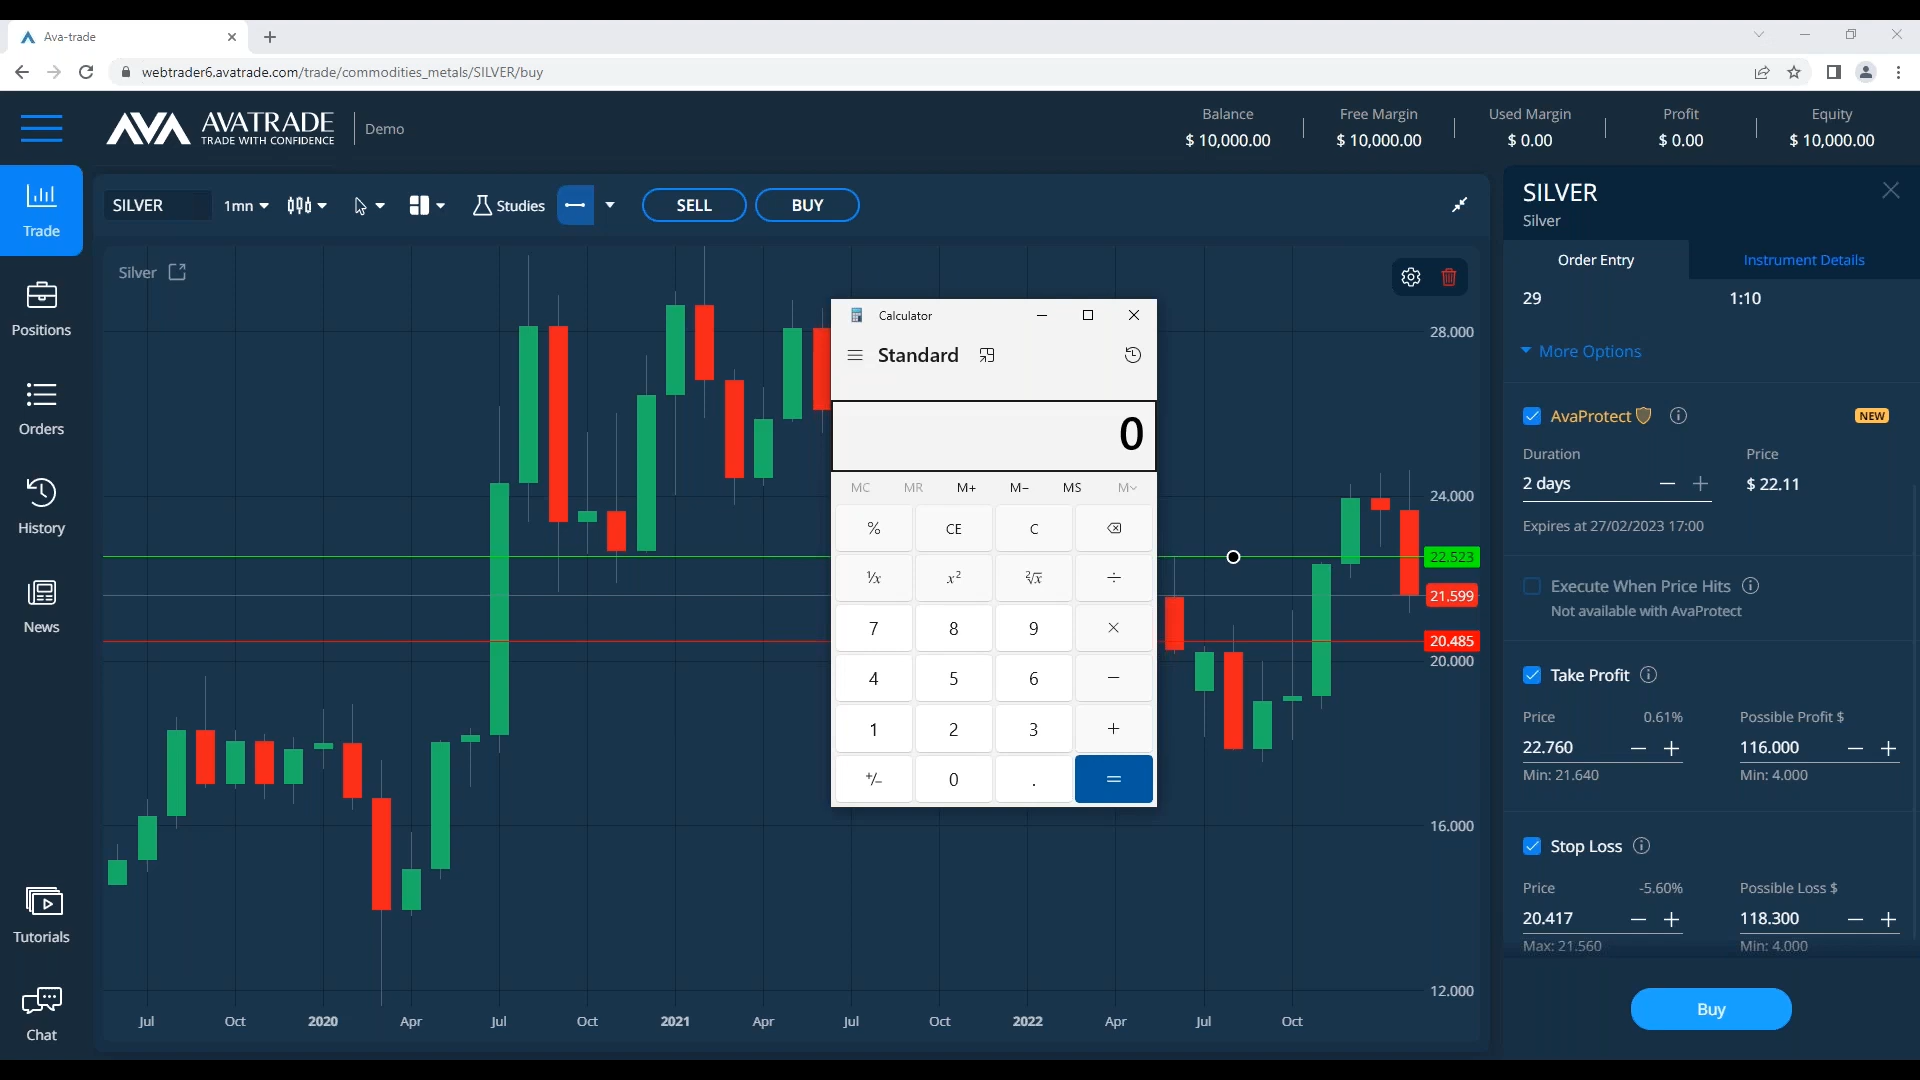 Ava-trade
webtrader6.avatrade.com/trade/commodities_metals/SILVER/buy
AVA AVATRADE
TRADE WITH CONFIDENCE
Demo
Balance
$ 10,000.00
Free Margin
$ 10,000.00
Used Margin
$ 0.00
Profit
$ 0.00
Equity
$ 10,000.00
Trade
Positions
Orders
History
News
Tutorials
Chat
SILVER
1mn
Studies
SELL
BUY
Silver
28.000
24.000
22.523
21.599
20.485
20.000
16.000
12.000
Jul
Oct
2020
Apr
Jul
Oct
2021
Apr
Jul
Oct
2022
Apr
Jul
Oct
Calculator
Standard
0
MC MR M+ M− MS M˅
% CE C
⅟x x² ²√x ÷
7 8 9 ×
4 5 6 −
1 2 3 +
+/− 0 . =
SILVER
Silver
Order Entry
Instrument Details
29
1:10
More Options
AvaProtect
NEW
Duration
Price
2 days
$ 22.11
Expires at 27/02/2023 17:00
Execute When Price Hits
Not available with AvaProtect
Take Profit
Price 0.61%
Possible Profit $
22.760
116.000
Min: 21.640
Min: 4.000
Stop Loss
Price -5.60%
Possible Loss $
20.417
118.300
Max: 21.560
Min: 4.000
Buy